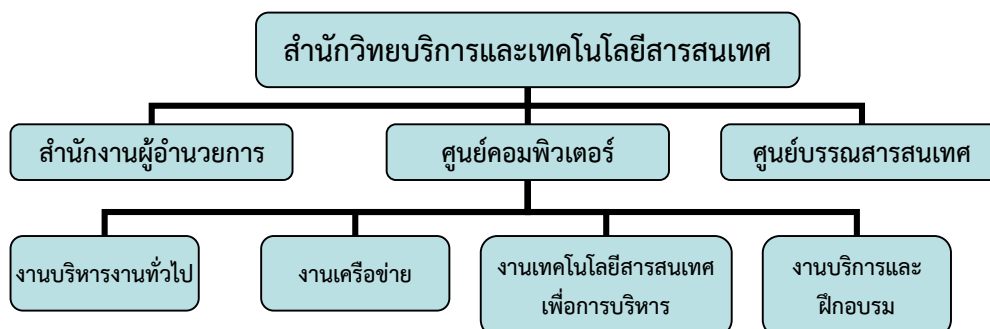 สำนักวิทยบริการและเทคโนโลยีสารสนเทศ
สำนักงานผู้อำนวยการ
ศูนย์คอมพิวเตอร์
ศูนย์บรรณสารสนเทศ
งานบริหารงานทั่วไป
งานเครือข่าย
งานเทคโนโลยีสารสนเทศ
เพื่อการบริหาร
งานบริการและ
ฝึกอบรม